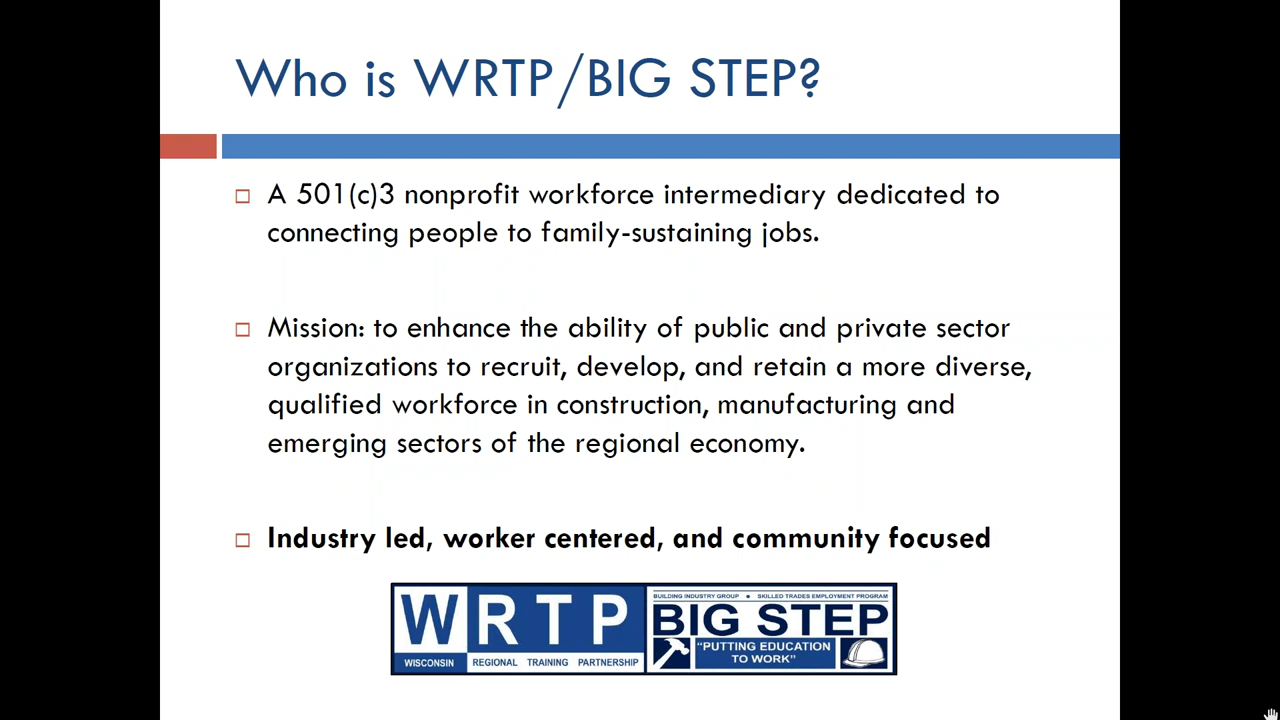 Who is WRTP/BIG STEP?
A 501(c)3 nonprofit workforce intermediary dedicated to
connecting people to family-sustaining jobs.
Mission: to enhance the ability of public and private sector
organizations to recruit, develop, and retain a more diverse,
qualified workforce in construction, manufacturing and
emerging sectors of the regional economy.
Industry led, worker centered, and community focused
WRTP
WISCONSIN REGIONAL TRAINING PARTNERSHIP
BUILDING INDUSTRY GROUP • SKILLED TRADES EMPLOYMENT PROGRAM
BIG STEP
"PUTTING EDUCATION
TO WORK"